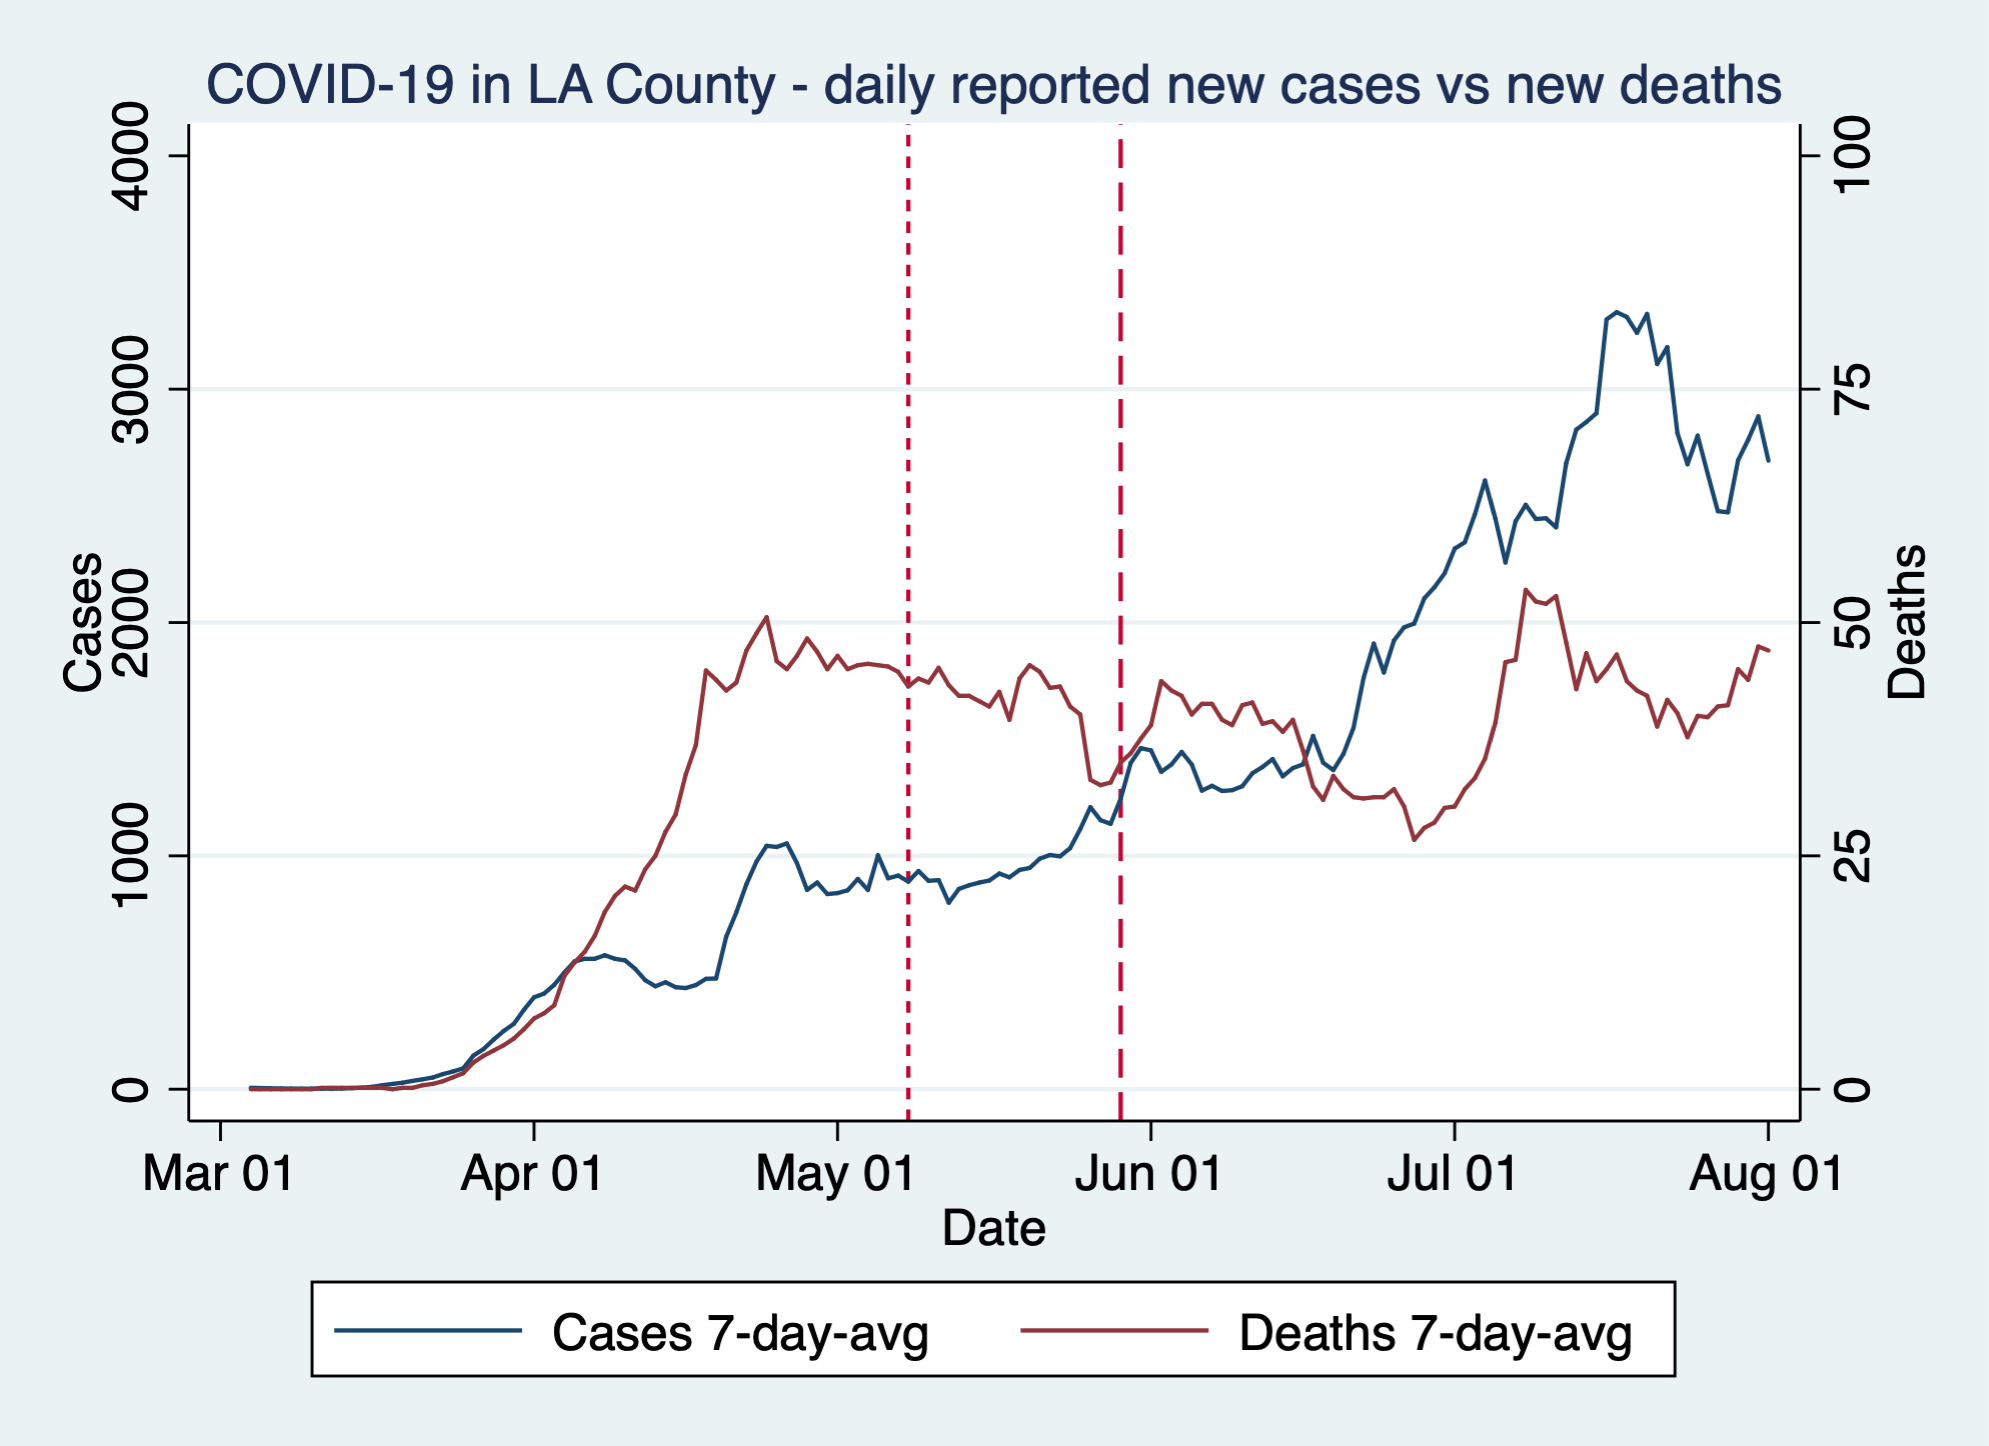 COVID-19 in LA County - daily reported new cases vs new deaths
Cases
4000
3000
2000
1000
0
100
75
50
25
0
Deaths
Mar 01 Apr 01 May 01 Jun 01 Jul 01 Aug 01
Date
Cases 7-day-avg Deaths 7-day-avg